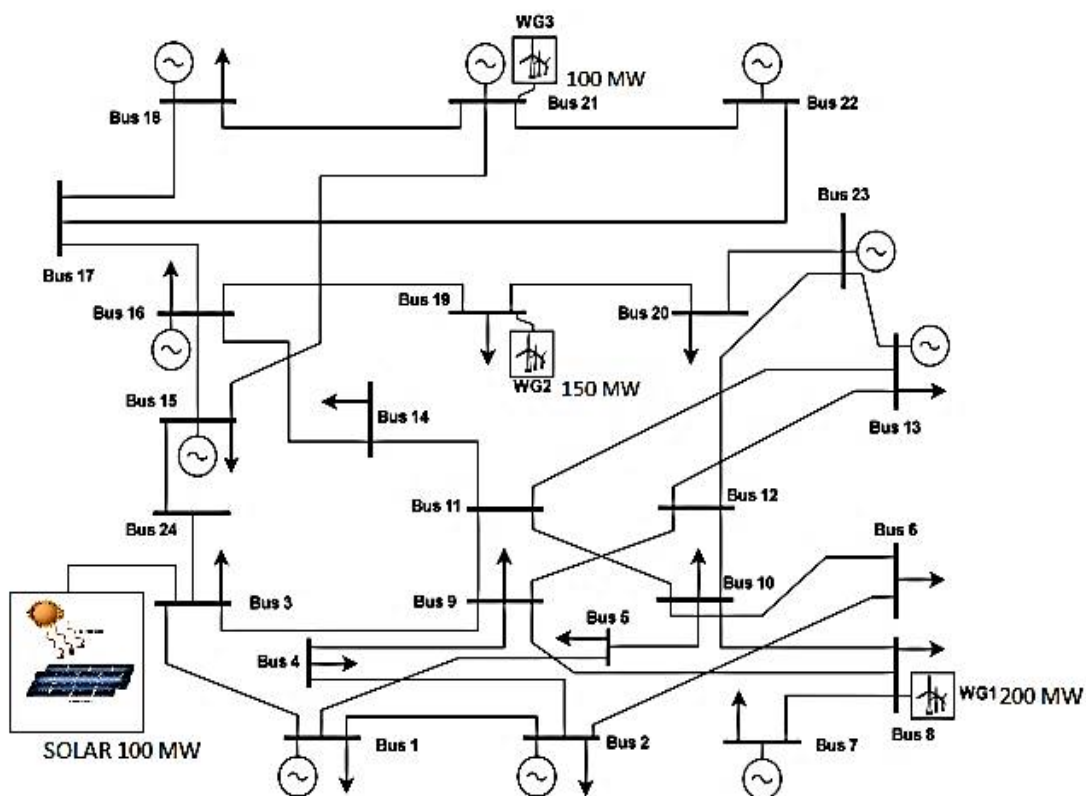 WG3
100 MW
Bus 18
Bus 21
Bus 22
Bus 23
Bus 17
Bus 16
Bus 19
Bus 20
WG2
150 MW
Bus 15
Bus 14
Bus 13
Bus 24
Bus 11
Bus 12
Bus 6
Bus 3
Bus 9
Bus 5
Bus 10
Bus 4
WG1
200 MW
SOLAR 100 MW
Bus 1
Bus 2
Bus 7
Bus 8